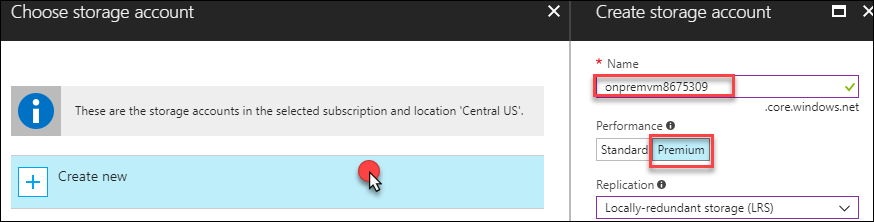 Choose storage account
These are the storage accounts in the selected subscription and location 'Central US'.
Create new
Create storage account
* Name
onpremvm8675309
.core.windows.net
Performance
Standard Premium
Replication
Locally-redundant storage (LRS)